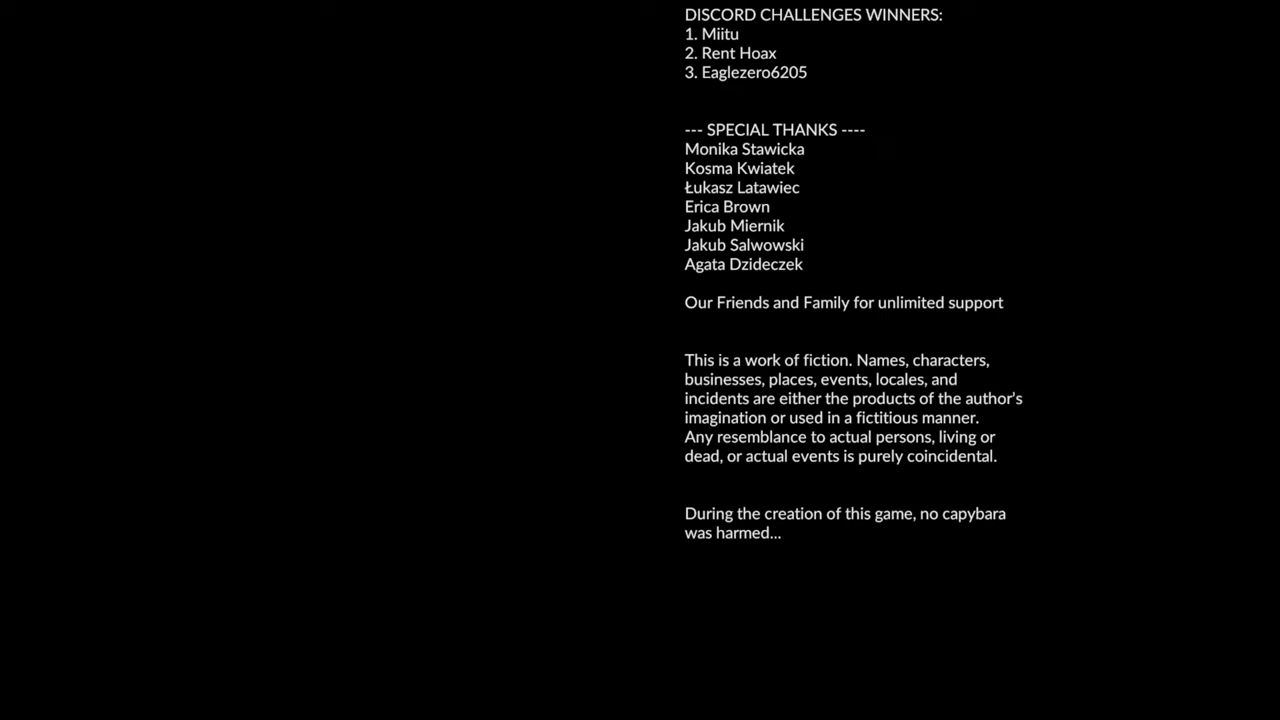 DISCORD CHALLENGES WINNERS:
1. Miitu
2. Rent Hoax
3. Eaglezero6205
--- SPECIAL THANKS ----
Monika Stawicka
Kosma Kwiatek
Łukasz Latawiec
Erica Brown
Jakub Miernik
Jakub Salwowski
Agata Dzideczek
Our Friends and Family for unlimited support
This is a work of fiction. Names, characters,
businesses, places, events, locales, and
incidents are either the products of the author's
imagination or used in a fictitious manner.
Any resemblance to actual persons, living or
dead, or actual events is purely coincidental.
During the creation of this game, no capybara
was harmed...